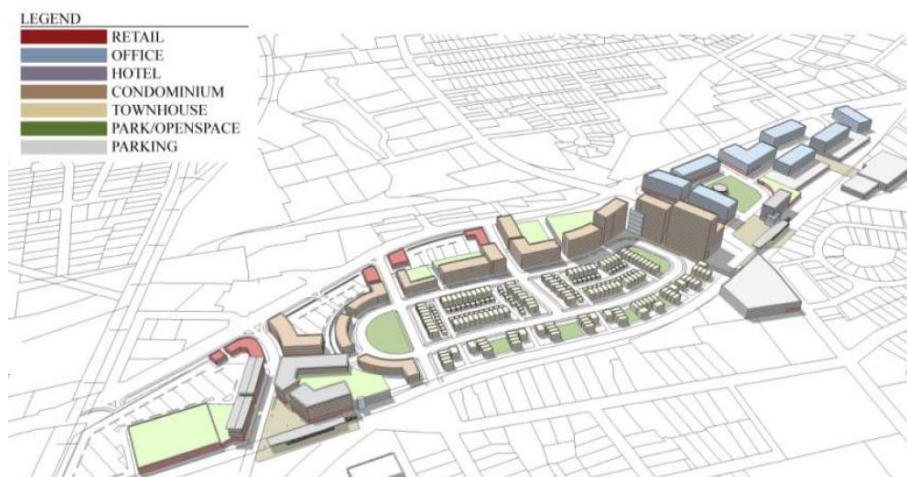 LEGEND
RETAIL
OFFICE
HOTEL
CONDOMINIUM
TOWNHOUSE
PARK/OPENSPACE
PARKING